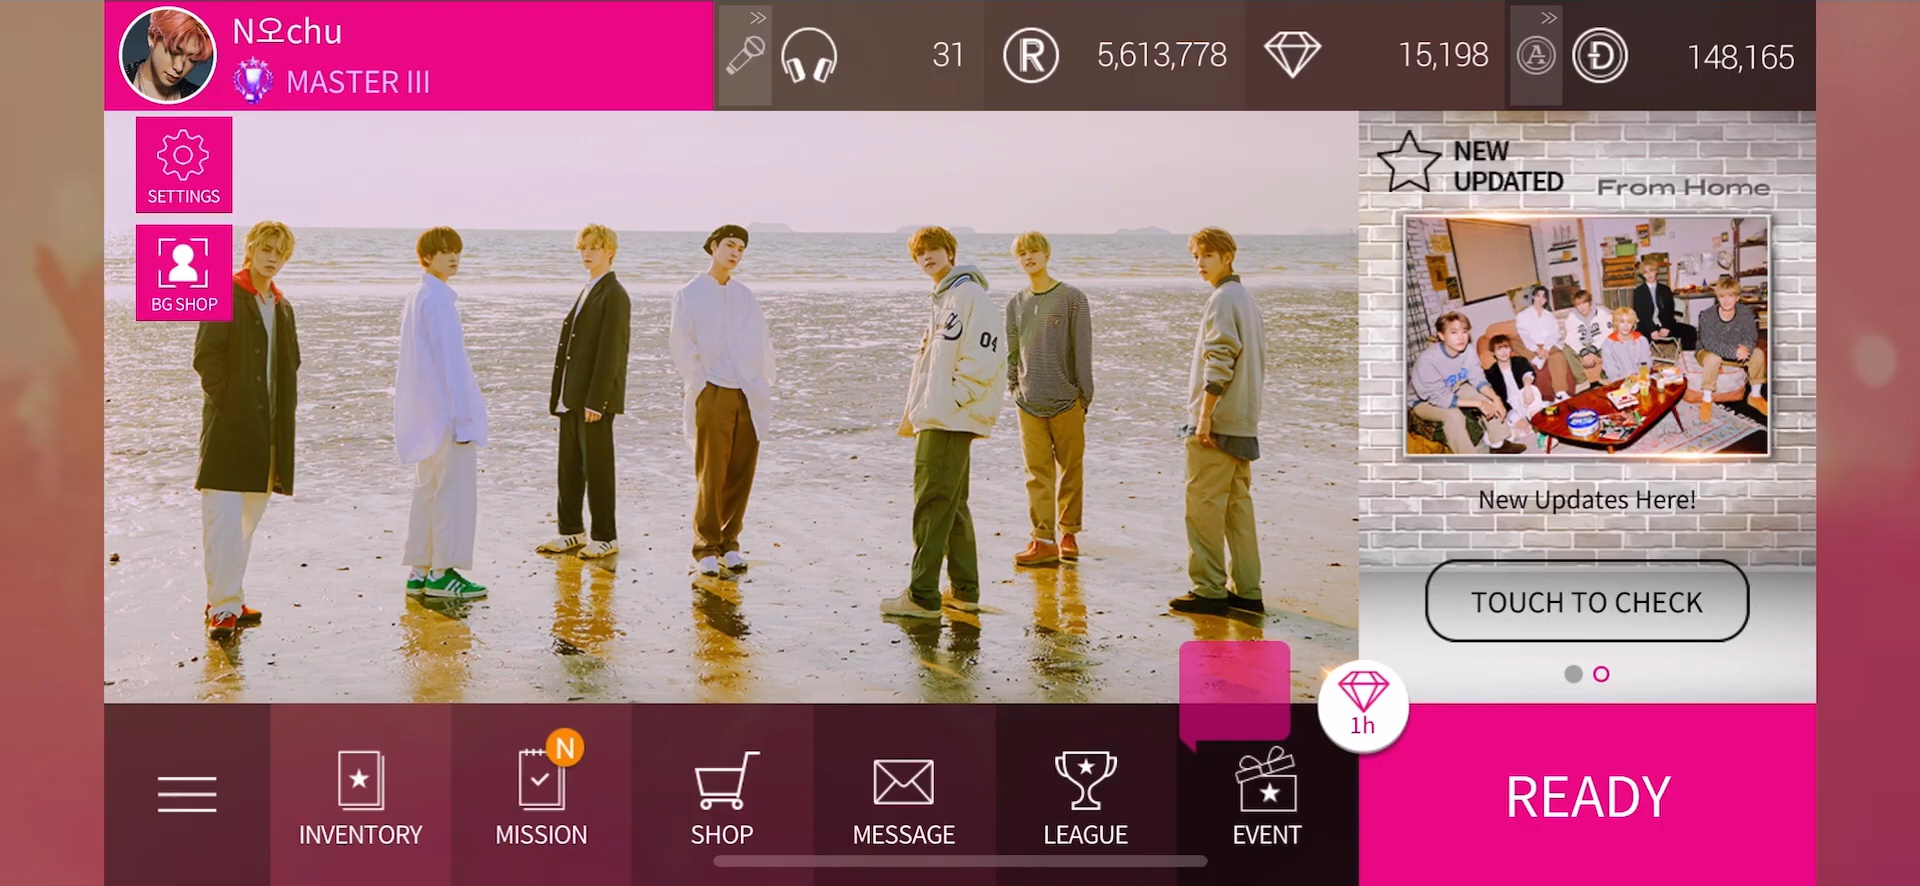 N오chu
MASTER III
31
R
5,613,778
15,198
A
Đ
148,165
SETTINGS
BG SHOP
04
NEW
UPDATED
From Home
New Updates Here!
TOUCH TO CHECK
1h
N
INVENTORY
MISSION
SHOP
MESSAGE
LEAGUE
EVENT
READY